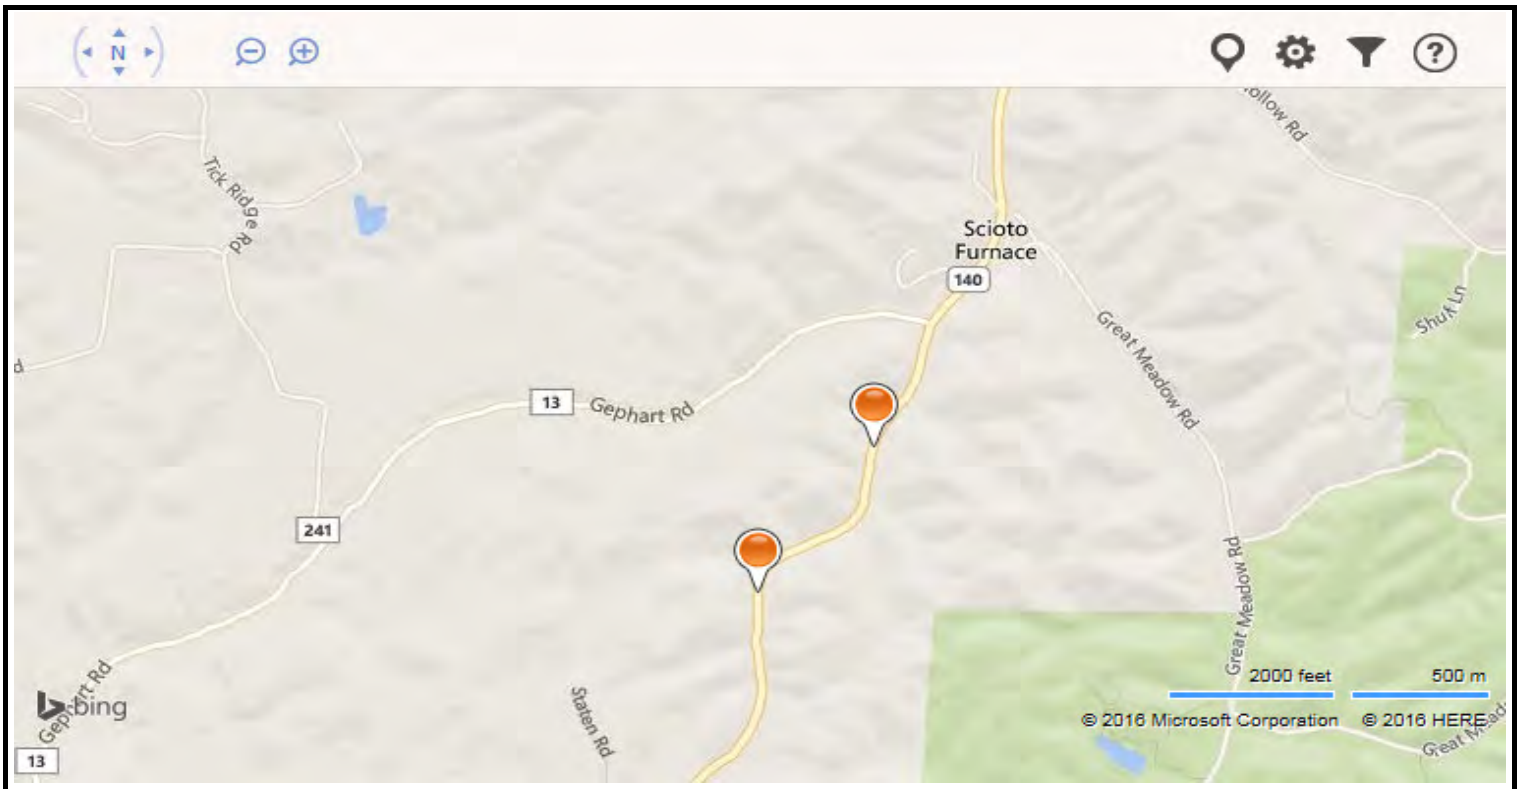 N
?
ollow Rd
Tick Ridge Rd
Scioto
Furnace
140
Great Meadow Rd
Shuk Ln
d
13
Gephart Rd
241
Great Meadow Rd
Gephart Rd
bing
Staten Rd
2000 feet
500 m
© 2016 Microsoft Corporation
© 2016 HERE
Great Mead
13